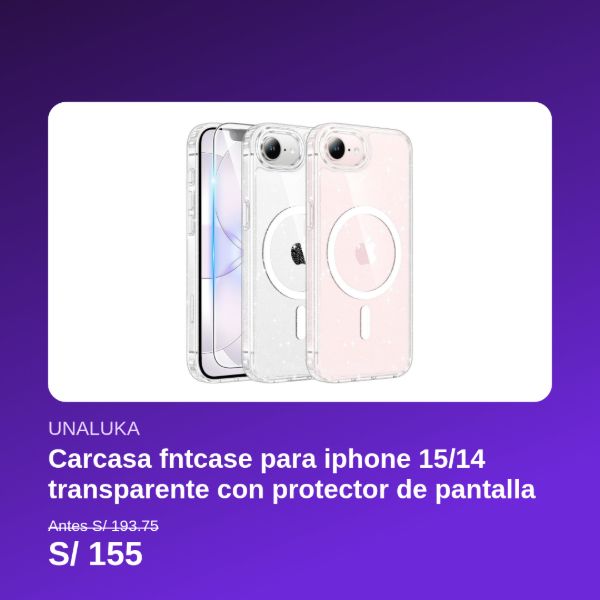 UNALUKA
Carcasa fntcase para iphone 15/14
transparente con protector de pantalla
Antes S/ 193.75
S/ 155